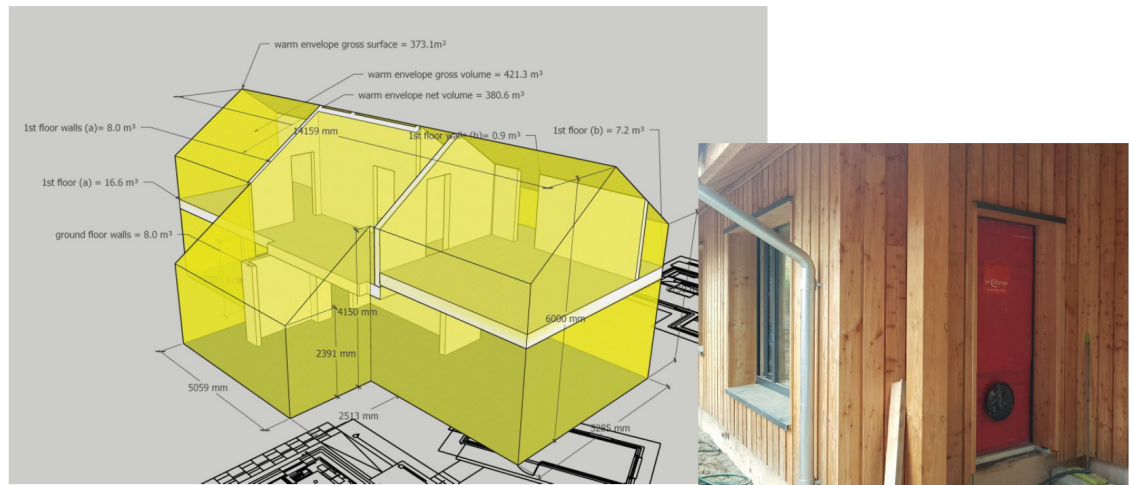 warm envelope gross surface = 373.1m²
warm envelope gross volume = 421.3 m³
warm envelope net volume = 380.6 m³
1st floor walls (a)= 8.0 m³
14159 mm
1st floor walls (b)= 0.9 m³
1st floor (b) = 7.2 m³
1st floor (a) = 16.6 m³
ground floor walls = 8.0 m³
4150 mm
6000 mm
2391 mm
5059 mm
2513 mm
5285 mm